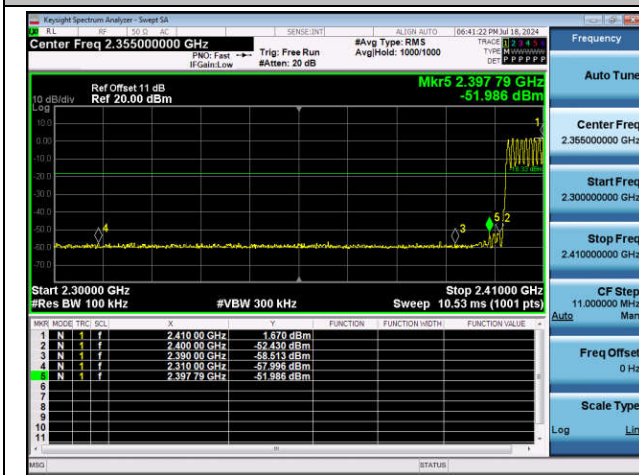 Keysight Spectrum Analyzer - Swept SA
RL RF 50 Ω AC SENSE:INT ALIGN AUTO 06:41:22 PM Jul 18, 2024
Center Freq 2.355000000 GHz
PNO: Fast
IFGain:Low
Trig: Free Run
#Atten: 20 dB
#Avg Type: RMS
Avg|Hold: 1000/1000
TRACE 1 2 3 4 5 6
TYPE M WWWWW
DET P P P P P P
Frequency
Auto Tune
Center Freq
2.355000000 GHz
Start Freq
2.300000000 GHz
Stop Freq
2.410000000 GHz
CF Step
11.000000 MHz
Auto Man
Freq Offset
0 Hz
Scale Type
Log Lin
Mkr5 2.397 79 GHz
-51.986 dBm
Ref Offset 11 dB
10 dB/div Ref 20.00 dBm
Log
10.0
0.00
-10.0
-20.0
-30.0
-40.0
-50.0
-60.0
-70.0
1
4
3
5
2
Start 2.30000 GHz Stop 2.41000 GHz
#Res BW 100 kHz #VBW 300 kHz Sweep 10.53 ms (1001 pts)
MKR MODE TRC SCL X Y FUNCTION FUNCTION WIDTH FUNCTION VALUE
1 N 1 f 2.410 00 GHz 1.670 dBm
2 N 1 f 2.400 00 GHz -52.430 dBm
3 N 1 f 2.390 00 GHz -58.513 dBm
4 N 1 f 2.310 00 GHz -57.996 dBm
5 N 1 f 2.397 79 GHz -51.986 dBm
6
7
8
9
10
11
MSG STATUS